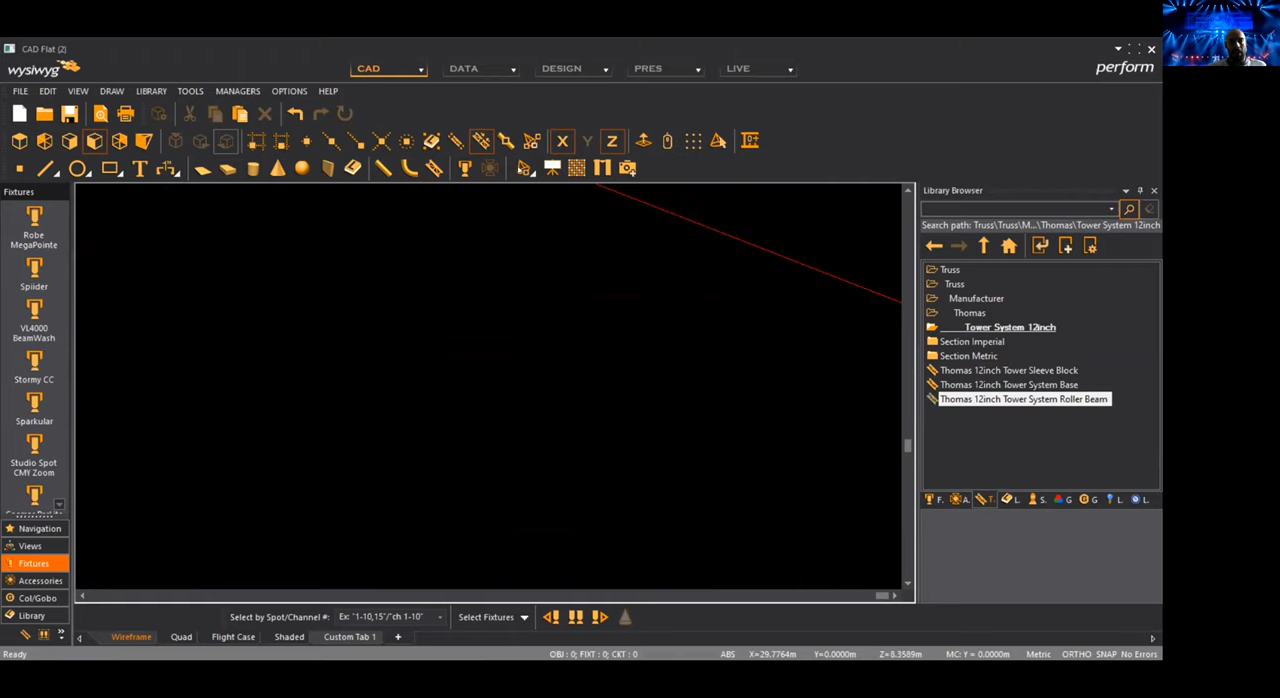 CAD Flat (2)
wysiwyg
CAD
DATA
DESIGN
PRES
LIVE
perform
FILE EDIT VIEW DRAW LIBRARY TOOLS MANAGERS OPTIONS HELP
X Y Z
Fixtures
Robe
MegaPointe
Spiider
VL4000
BeamWash
Stormy CC
Sparkular
Studio Spot
CMY Zoom
Navigation
Views
Fixtures
Accessories
Col/Gobo
Library
Library Browser
Search path: Truss\Truss\M...\Thomas\Tower System 12inch
Truss
Truss
Manufacturer
Thomas
Tower System 12inch
Section Imperial
Section Metric
Thomas 12inch Tower Sleeve Block
Thomas 12inch Tower System Base
Thomas 12inch Tower System Roller Beam
F. A. T. L. S. G G L. L.
Select by Spot/Channel #: Ex: "1-10,15"/"ch 1-10" Select Fixtures
Wireframe Quad Flight Case Shaded Custom Tab 1 +
Ready
OBJ : 0; FIXT : 0; CKT : 0 ABS X=29.7764m Y=0.0000m Z=8.3589m MC: Y = 0.0000m Metric ORTHO SNAP No Errors